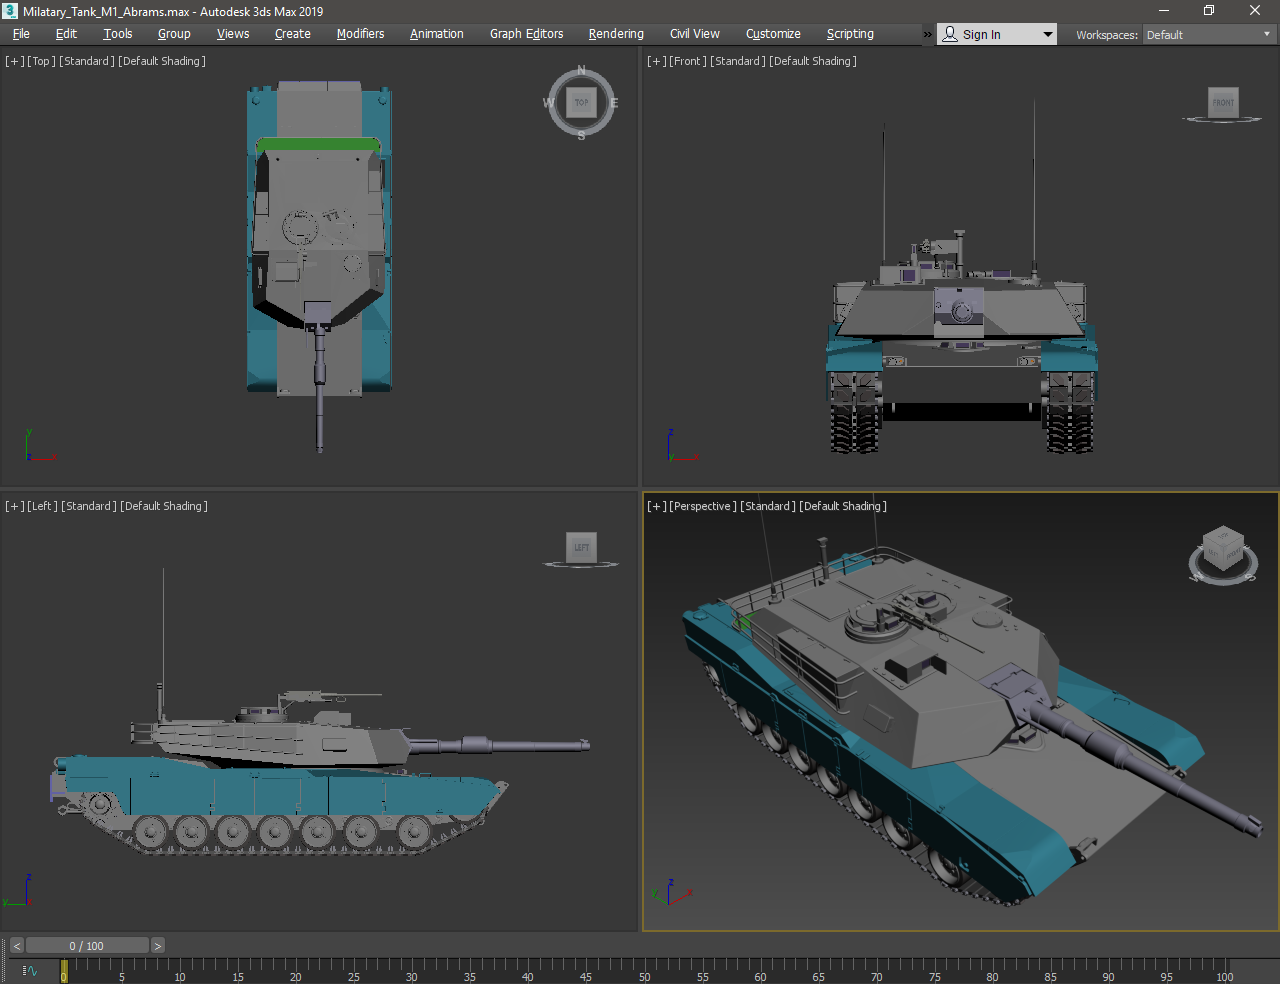 Milatary_Tank_M1_Abrams.max - Autodesk 3ds Max 2019
File Edit Tools Group Views Create Modifiers Animation Graph Editors Rendering Civil View Customize Scripting » Sign In Workspaces: Default
[+] [Top] [Standard] [Default Shading]
N
W TOP E
S
y
z x
[+] [Front] [Standard] [Default Shading]
FRONT
z
y x
[+] [Left] [Standard] [Default Shading]
LEFT
z
y
[+] [Perspective] [Standard] [Default Shading]
W S
z
y x
< 0 / 100 >
0 5 10 15 20 25 30 35 40 45 50 55 60 65 70 75 80 85 90 95 100